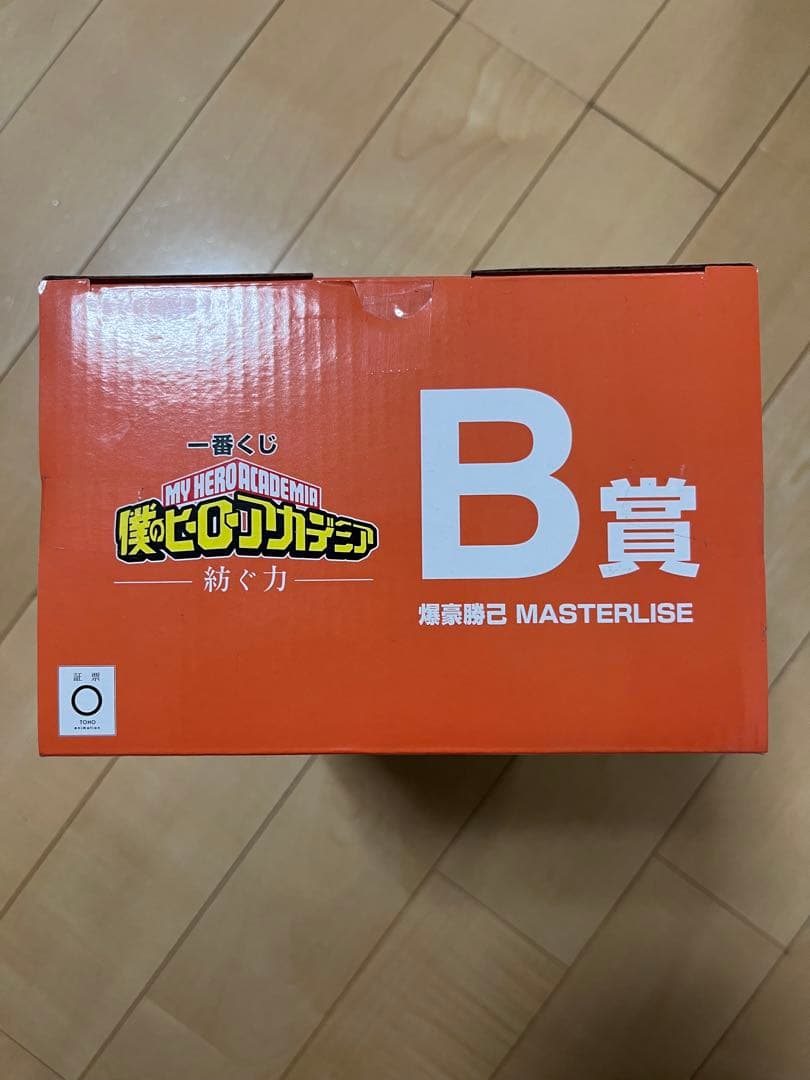 一番くじ
MY HERO ACADEMIA
僕のヒーローアカデミア
紡ぐ力
B賞
爆豪勝己 MASTERLISE
証 票
TOHO
animation